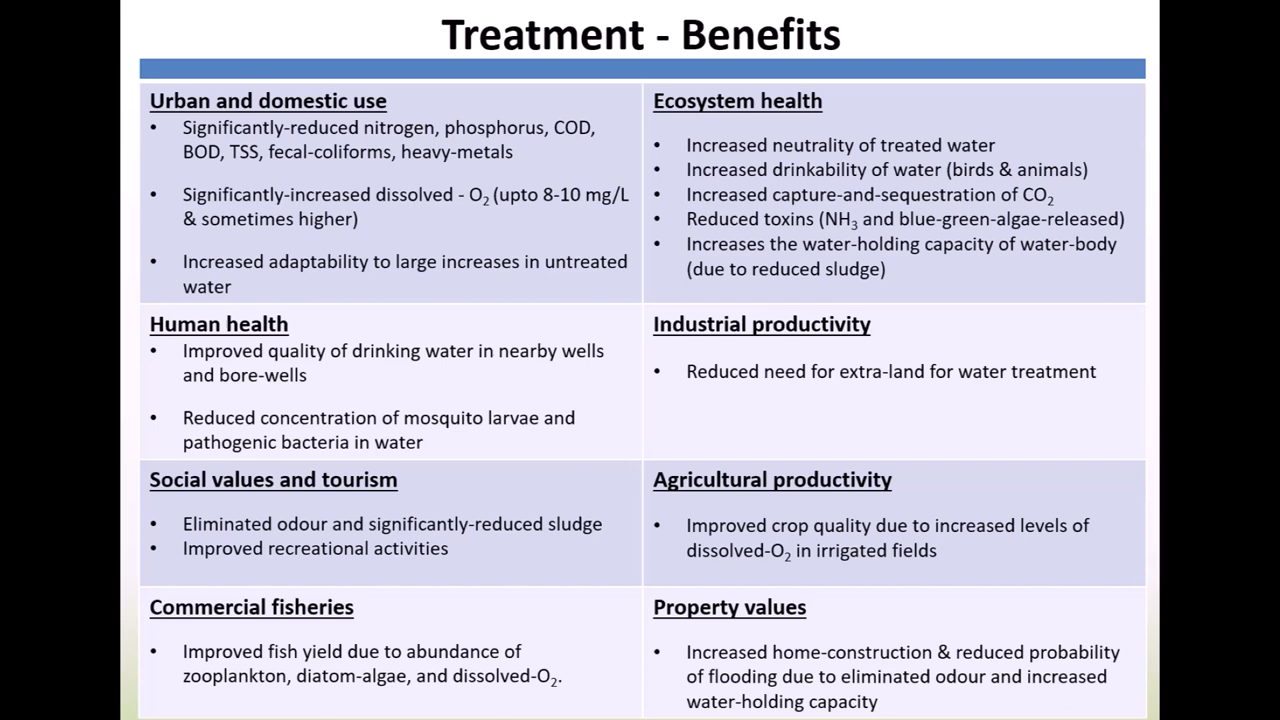 Treatment - Benefits
Urban and domestic use
• Significantly-reduced nitrogen, phosphorus, COD,
BOD, TSS, fecal-coliforms, heavy-metals
• Significantly-increased dissolved - O₂ (upto 8-10 mg/L
& sometimes higher)
• Increased adaptability to large increases in untreated
water
Ecosystem health
• Increased neutrality of treated water
• Increased drinkability of water (birds & animals)
• Increased capture-and-sequestration of CO₂
• Reduced toxins (NH₃ and blue-green-algae-released)
• Increases the water-holding capacity of water-body
(due to reduced sludge)
Human health
• Improved quality of drinking water in nearby wells
and bore-wells
• Reduced concentration of mosquito larvae and
pathogenic bacteria in water
Industrial productivity
• Reduced need for extra-land for water treatment
Social values and tourism
• Eliminated odour and significantly-reduced sludge
• Improved recreational activities
Agricultural productivity
• Improved crop quality due to increased levels of
dissolved-O₂ in irrigated fields
Commercial fisheries
• Improved fish yield due to abundance of
zooplankton, diatom-algae, and dissolved-O₂.
Property values
• Increased home-construction & reduced probability
of flooding due to eliminated odour and increased
water-holding capacity